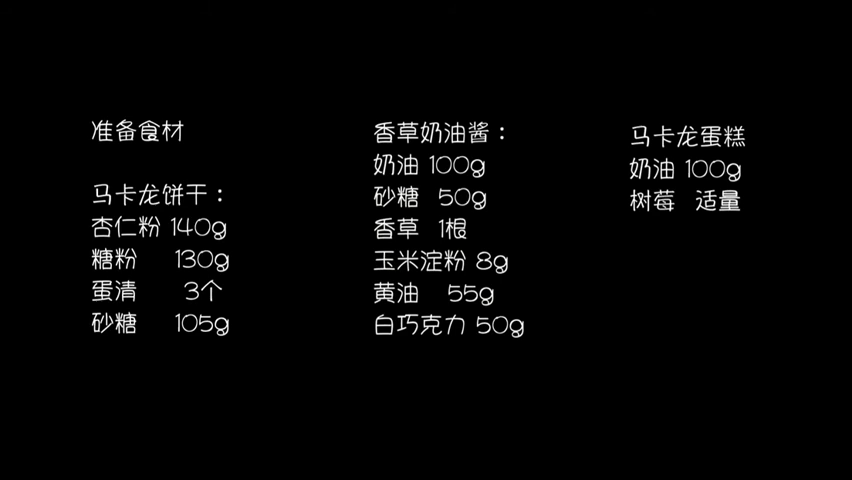 准备食材
马卡龙饼干：
杏仁粉 140g
糖粉 130g
蛋清 3个
砂糖 105g
香草奶油酱：
奶油 100g
砂糖 50g
香草 1根
玉米淀粉 8g
黄油 55g
白巧克力 50g
马卡龙蛋糕
奶油 100g
树莓 适量